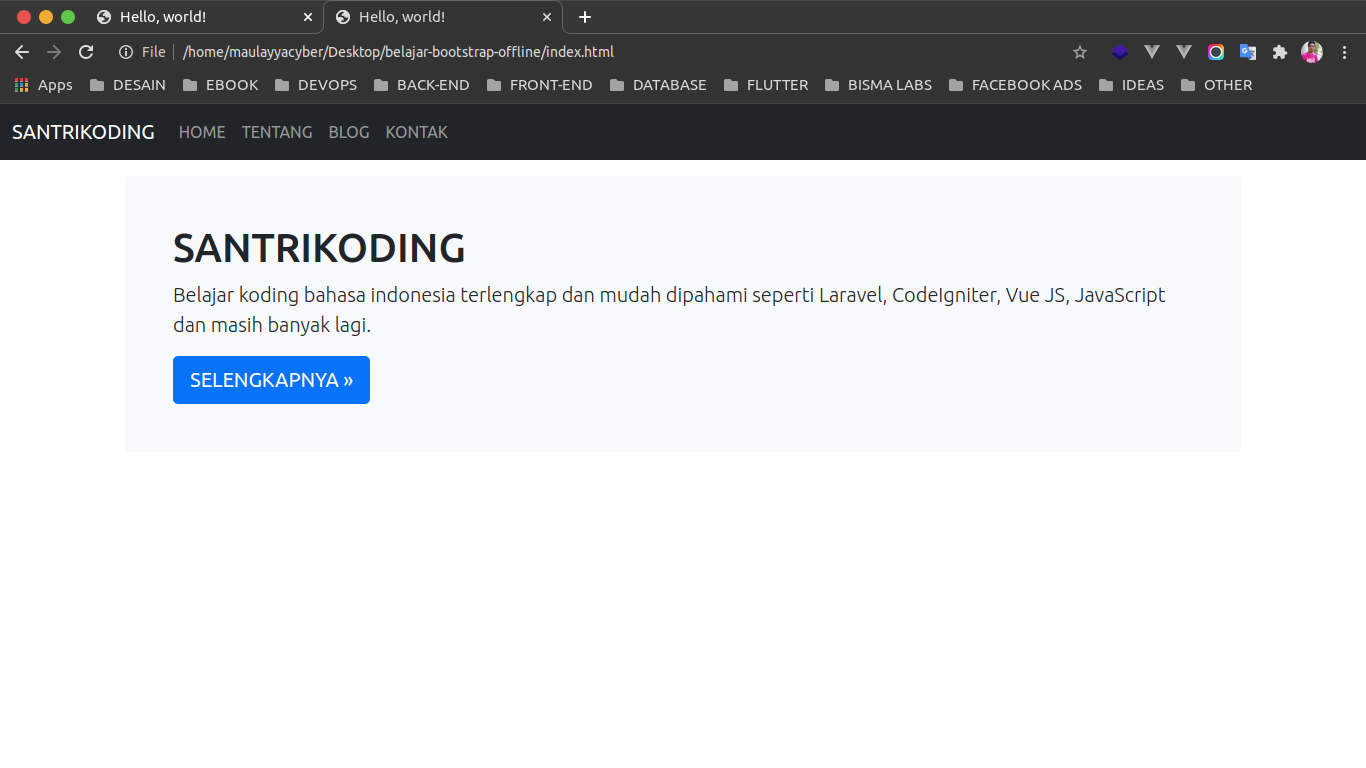 Hello, world! Hello, world!
File /home/maulayyacyber/Desktop/belajar-bootstrap-offline/index.html
Apps DESAIN EBOOK DEVOPS BACK-END FRONT-END DATABASE FLUTTER BISMA LABS FACEBOOK ADS IDEAS OTHER
SANTRIKODING HOME TENTANG BLOG KONTAK
SANTRIKODING
Belajar koding bahasa indonesia terlengkap dan mudah dipahami seperti Laravel, CodeIgniter, Vue JS, JavaScript
dan masih banyak lagi.
SELENGKAPNYA »